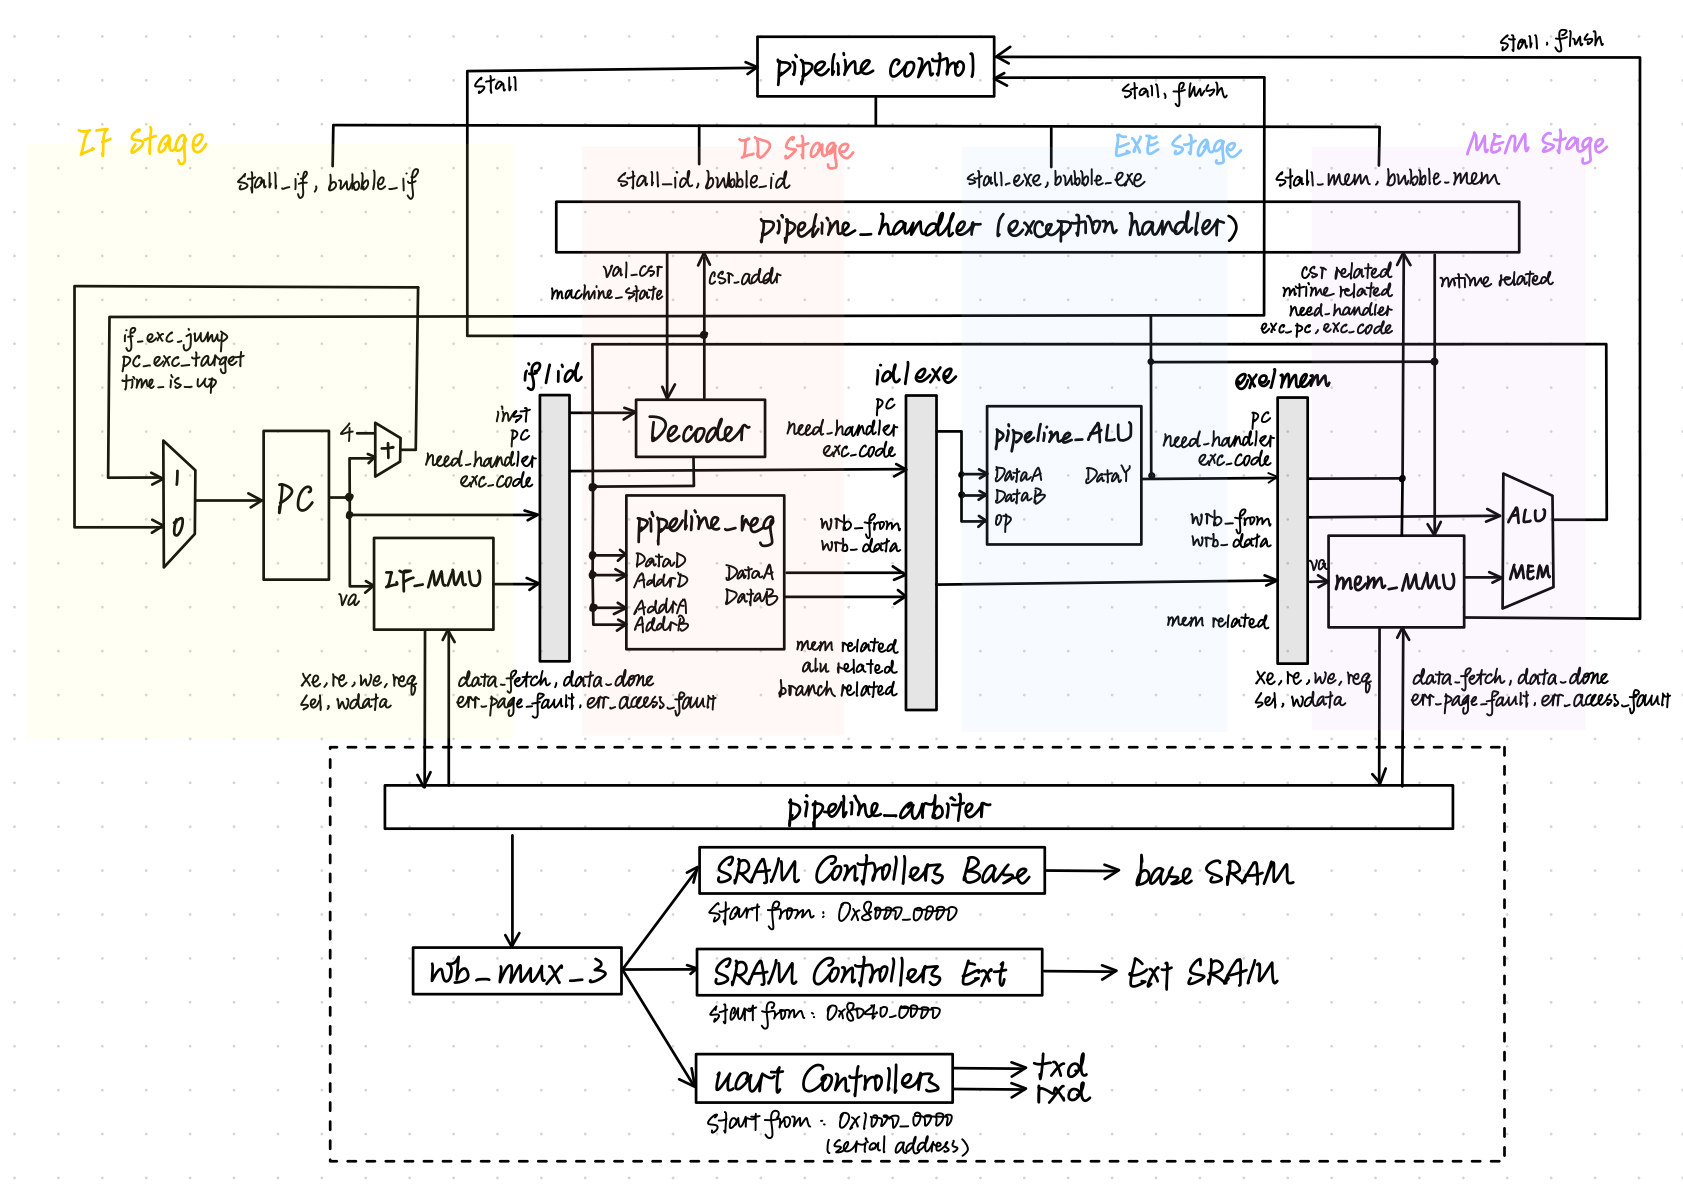 pipeline control
stall
stall, flush
stall, flush
IF Stage
ID Stage
EXE Stage
MEM Stage
stall_if, bubble_if
stall_id, bubble_id
stall_exe, bubble_exe
stall_mem, bubble_mem
pipeline_handler (exception handler)
val_csr
machine_state
csr_addr
csr related
mtime_related
need_handler
exc_pc, exc_code
mtime related
if_exc_jump
pc_exc_target
time_is_up
if/id
id/exe
exe/mem
1
0
PC
4
+
IF_MMU
va
inst
pc
need_handler
exc_code
Decoder
pipeline_reg
DataD
AddrD
AddrA
AddrB
DataA
DataB
pc
need_handler
exc_code
wrb_from
wrb_data
mem related
alu related
branch related
pipeline_ALU
DataA
DataB
op
DataY
pc
need_handler
exc_code
wrb_from
wrb_data
mem related
va
mem_MMU
ALU
MEM
xe, re, we, req
sel, wdata
data_fetch, data_done
err_page_fault, err_access_fault
xe, re, we, req
sel, wdata
data_fetch, data_done
err_page_fault, err_access_fault
pipeline_arbiter
wb_mux_3
SRAM Controllers Base
base SRAM
start from : 0x8000_0000
SRAM Controllers Ext
Ext SRAM
start from : 0x8040_0000
uart Controllers
txd
rxd
start from : 0x1000_0000
(serial address)